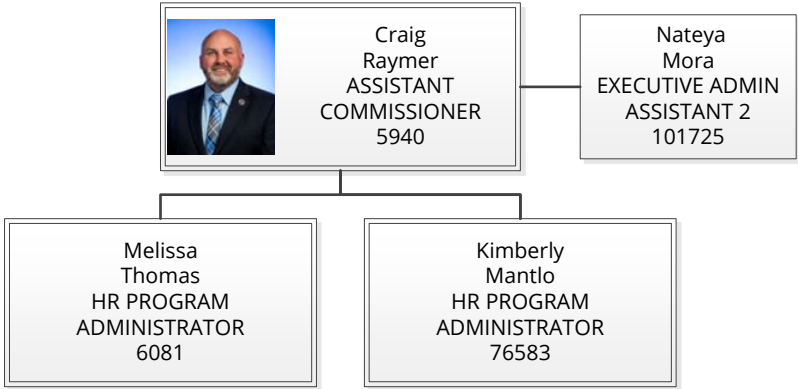 Craig
Raymer
ASSISTANT
COMMISSIONER
5940
Nateya
Mora
EXECUTIVE ADMIN
ASSISTANT 2
101725
Melissa
Thomas
HR PROGRAM
ADMINISTRATOR
6081
Kimberly
Mantlo
HR PROGRAM
ADMINISTRATOR
76583